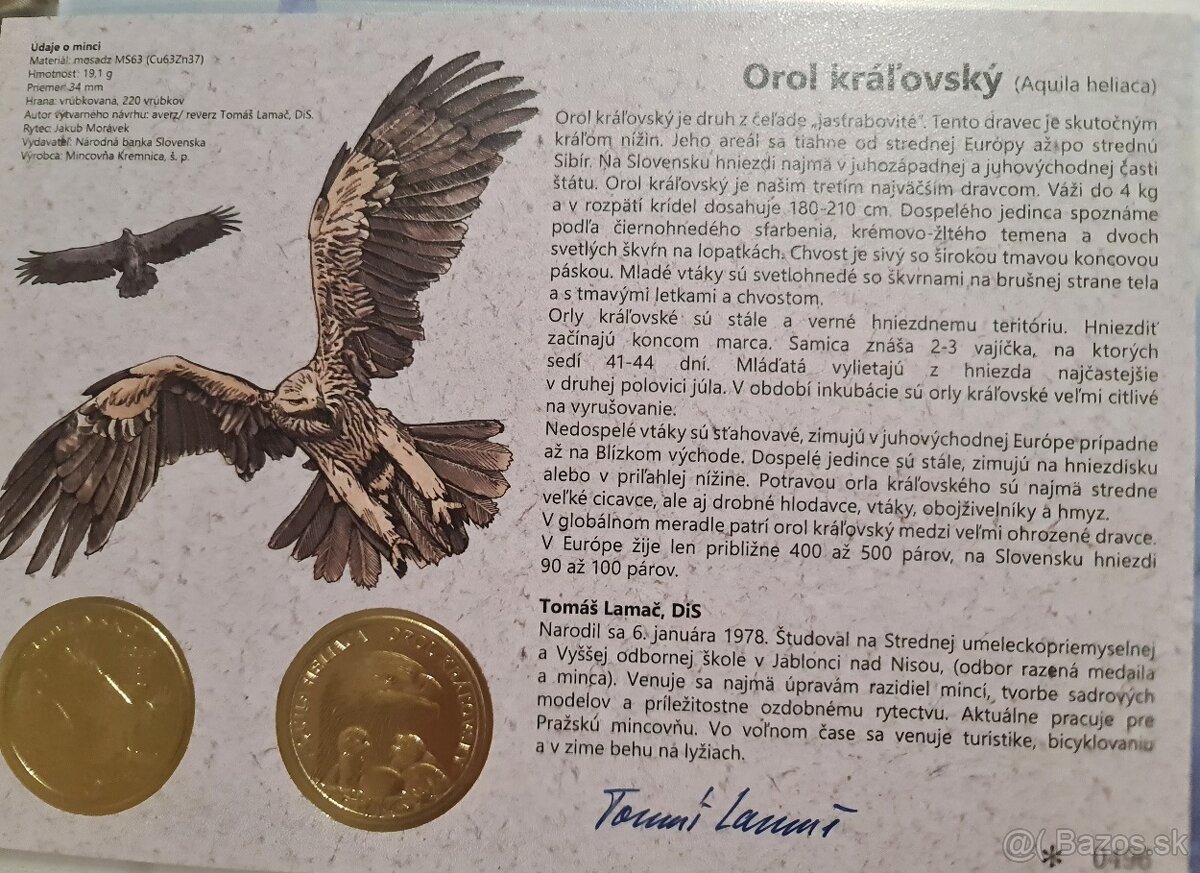 Údaje o minci
Materiál: mosadz MS63 (Cu63Zn37)
Hmotnosť: 19,1 g
Priemer: 34 mm
Hrana: vrúbkovaná, 220 vrúbkov
Autor výtvarného návrhu: averz/ reverz Tomáš Lamač, DiS.
Rytec: Jakub Morávek
Vydavateľ: Národná banka Slovenska
Výrobca: Mincovňa Kremnica, š. p.
Orol kráľovský (Aquila heliaca)
Orol kráľovský je druh z čeľade „jastrabovité“. Tento dravec je skutočným
kráľom nížin. Jeho areál sa tiahne od strednej Európy až po strednú
Sibír. Na Slovensku hniezdi najmä v juhozápadnej a juhovýchodnej časti
štátu. Orol kráľovský je našim tretím najväčším dravcom. Váži do 4 kg
a v rozpätí krídel dosahuje 180-210 cm. Dospelého jedinca spoznáme
podľa čiernohnedého sfarbenia, krémovo-žltého temena a dvoch
svetlých škvŕn na lopatkách. Chvost je sivý so širokou tmavou koncovou
páskou. Mladé vtáky sú svetlohnedé so škvrnami na brušnej strane tela
a s tmavými letkami a chvostom.
Orly kráľovské sú stále a verné hniezdnemu teritóriu. Hniezdiť
začínajú koncom marca. Samica znáša 2-3 vajíčka, na ktorých
sedí 41-44 dní. Mláďatá vylietajú z hniezda najčastejšie
v druhej polovici júla. V období inkubácie sú orly kráľovské veľmi citlivé
na vyrušovanie.
Nedospelé vtáky sú sťahovavé, zimujú v juhovýchodnej Európe prípadne
až na Blízkom východe. Dospelé jedince sú stále, zimujú na hniezdisku
alebo v priľahlej nížine. Potravou orla kráľovského sú najmä stredne
veľké cicavce, ale aj drobné hlodavce, vtáky, obojživelníky a hmyz.
V globálnom meradle patrí orol kráľovský medzi veľmi ohrozené dravce.
V Európe žije len približne 400 až 500 párov, na Slovensku hniezdi
90 až 100 párov.
Tomáš Lamač, DiS
Narodil sa 6. januára 1978. Študoval na Strednej umeleckopriemyselnej
a Vyššej odbornej škole v Jablonci nad Nisou, (odbor razená medaila
a minca). Venuje sa najmä úpravám razidiel mincí, tvorbe sadrových
modelov a príležitostne ozdobnému rytectvu. Aktuálne pracuje pre
Pražskú mincovňu. Vo voľnom čase sa venuje turistike, bicyklovaniu
a v zime behu na lyžiach.
Tomáš Lamač
* @( Bazos.sk